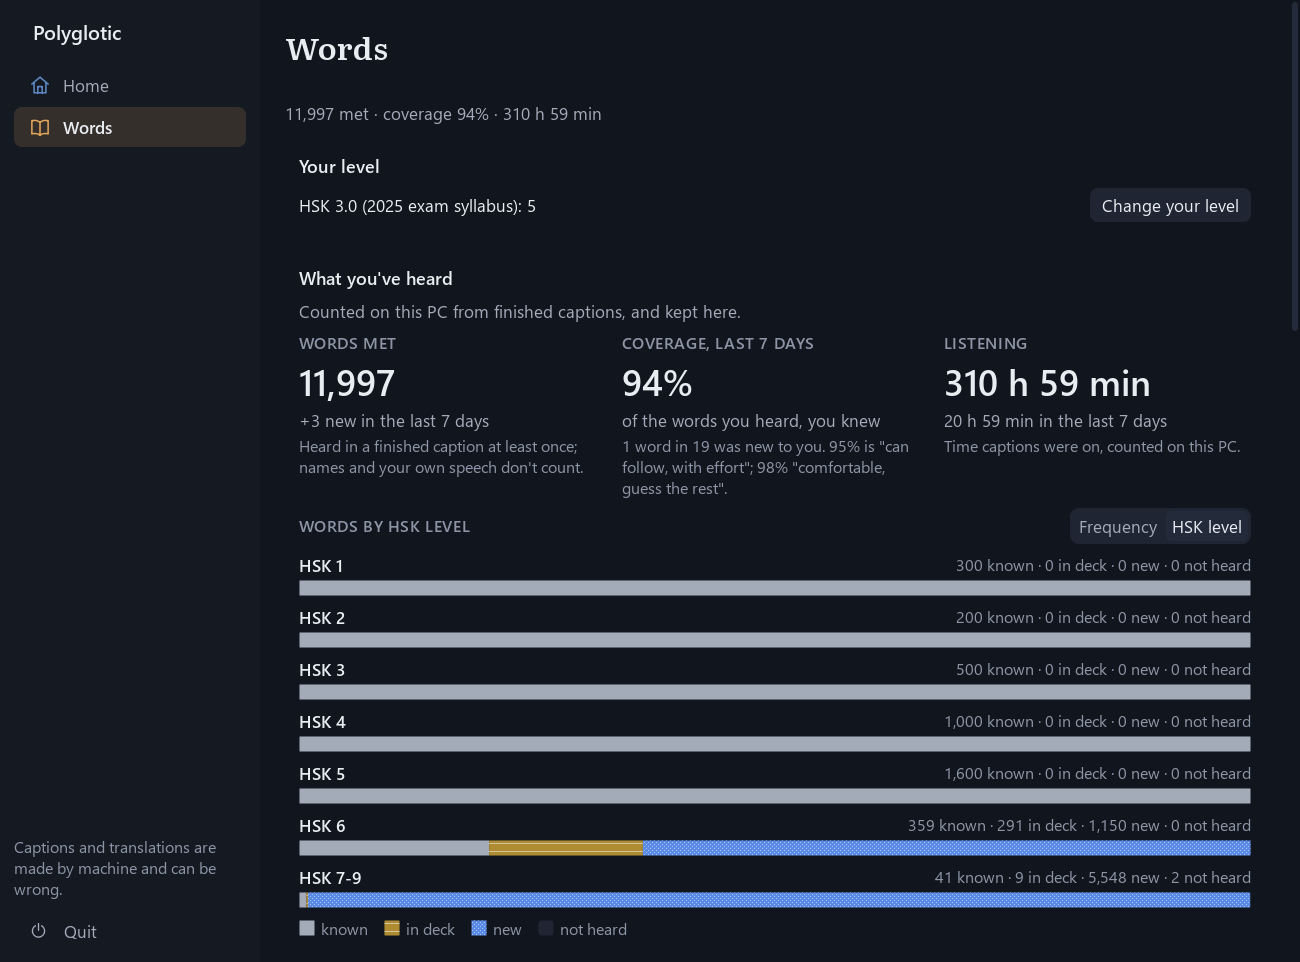 Polyglotic
Home
Words
Captions and translations are
made by machine and can be
wrong.
Quit
Words
11,997 met · coverage 94% · 310 h 59 min
Your level
HSK 3.0 (2025 exam syllabus): 5
Change your level
What you've heard
Counted on this PC from finished captions, and kept here.
WORDS MET
11,997
+3 new in the last 7 days
Heard in a finished caption at least once;
names and your own speech don't count.
COVERAGE, LAST 7 DAYS
94%
of the words you heard, you knew
1 word in 19 was new to you. 95% is "can
follow, with effort"; 98% "comfortable,
guess the rest".
LISTENING
310 h 59 min
20 h 59 min in the last 7 days
Time captions were on, counted on this PC.
WORDS BY HSK LEVEL
Frequency
HSK level
HSK 1
300 known · 0 in deck · 0 new · 0 not heard
HSK 2
200 known · 0 in deck · 0 new · 0 not heard
HSK 3
500 known · 0 in deck · 0 new · 0 not heard
HSK 4
1,000 known · 0 in deck · 0 new · 0 not heard
HSK 5
1,600 known · 0 in deck · 0 new · 0 not heard
HSK 6
359 known · 291 in deck · 1,150 new · 0 not heard
HSK 7-9
41 known · 9 in deck · 5,548 new · 2 not heard
known
in deck
new
not heard